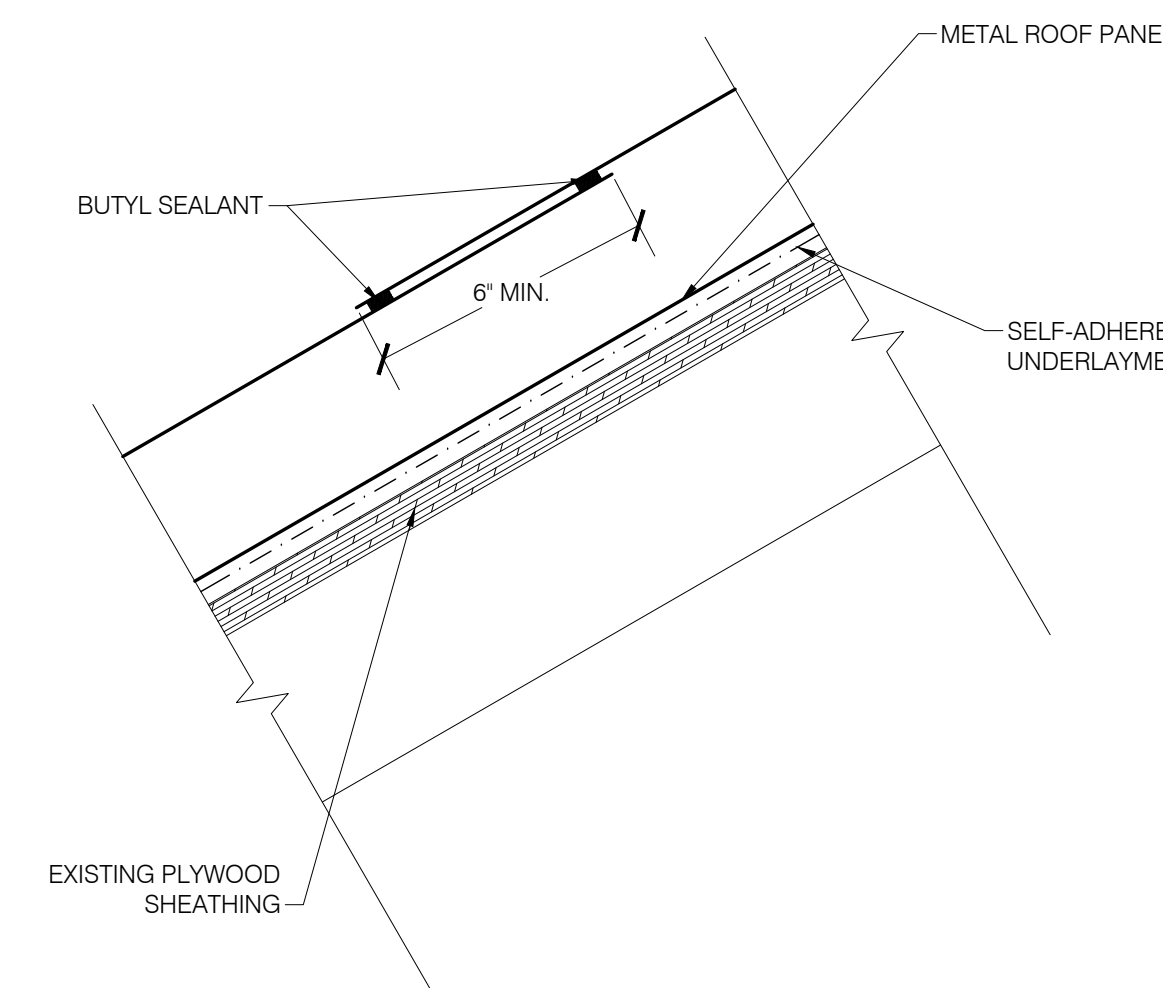 METAL ROOF PANE
BUTYL SEALANT
6" MIN.
SELF-ADHERE
UNDERLAYME
EXISTING PLYWOOD
SHEATHING